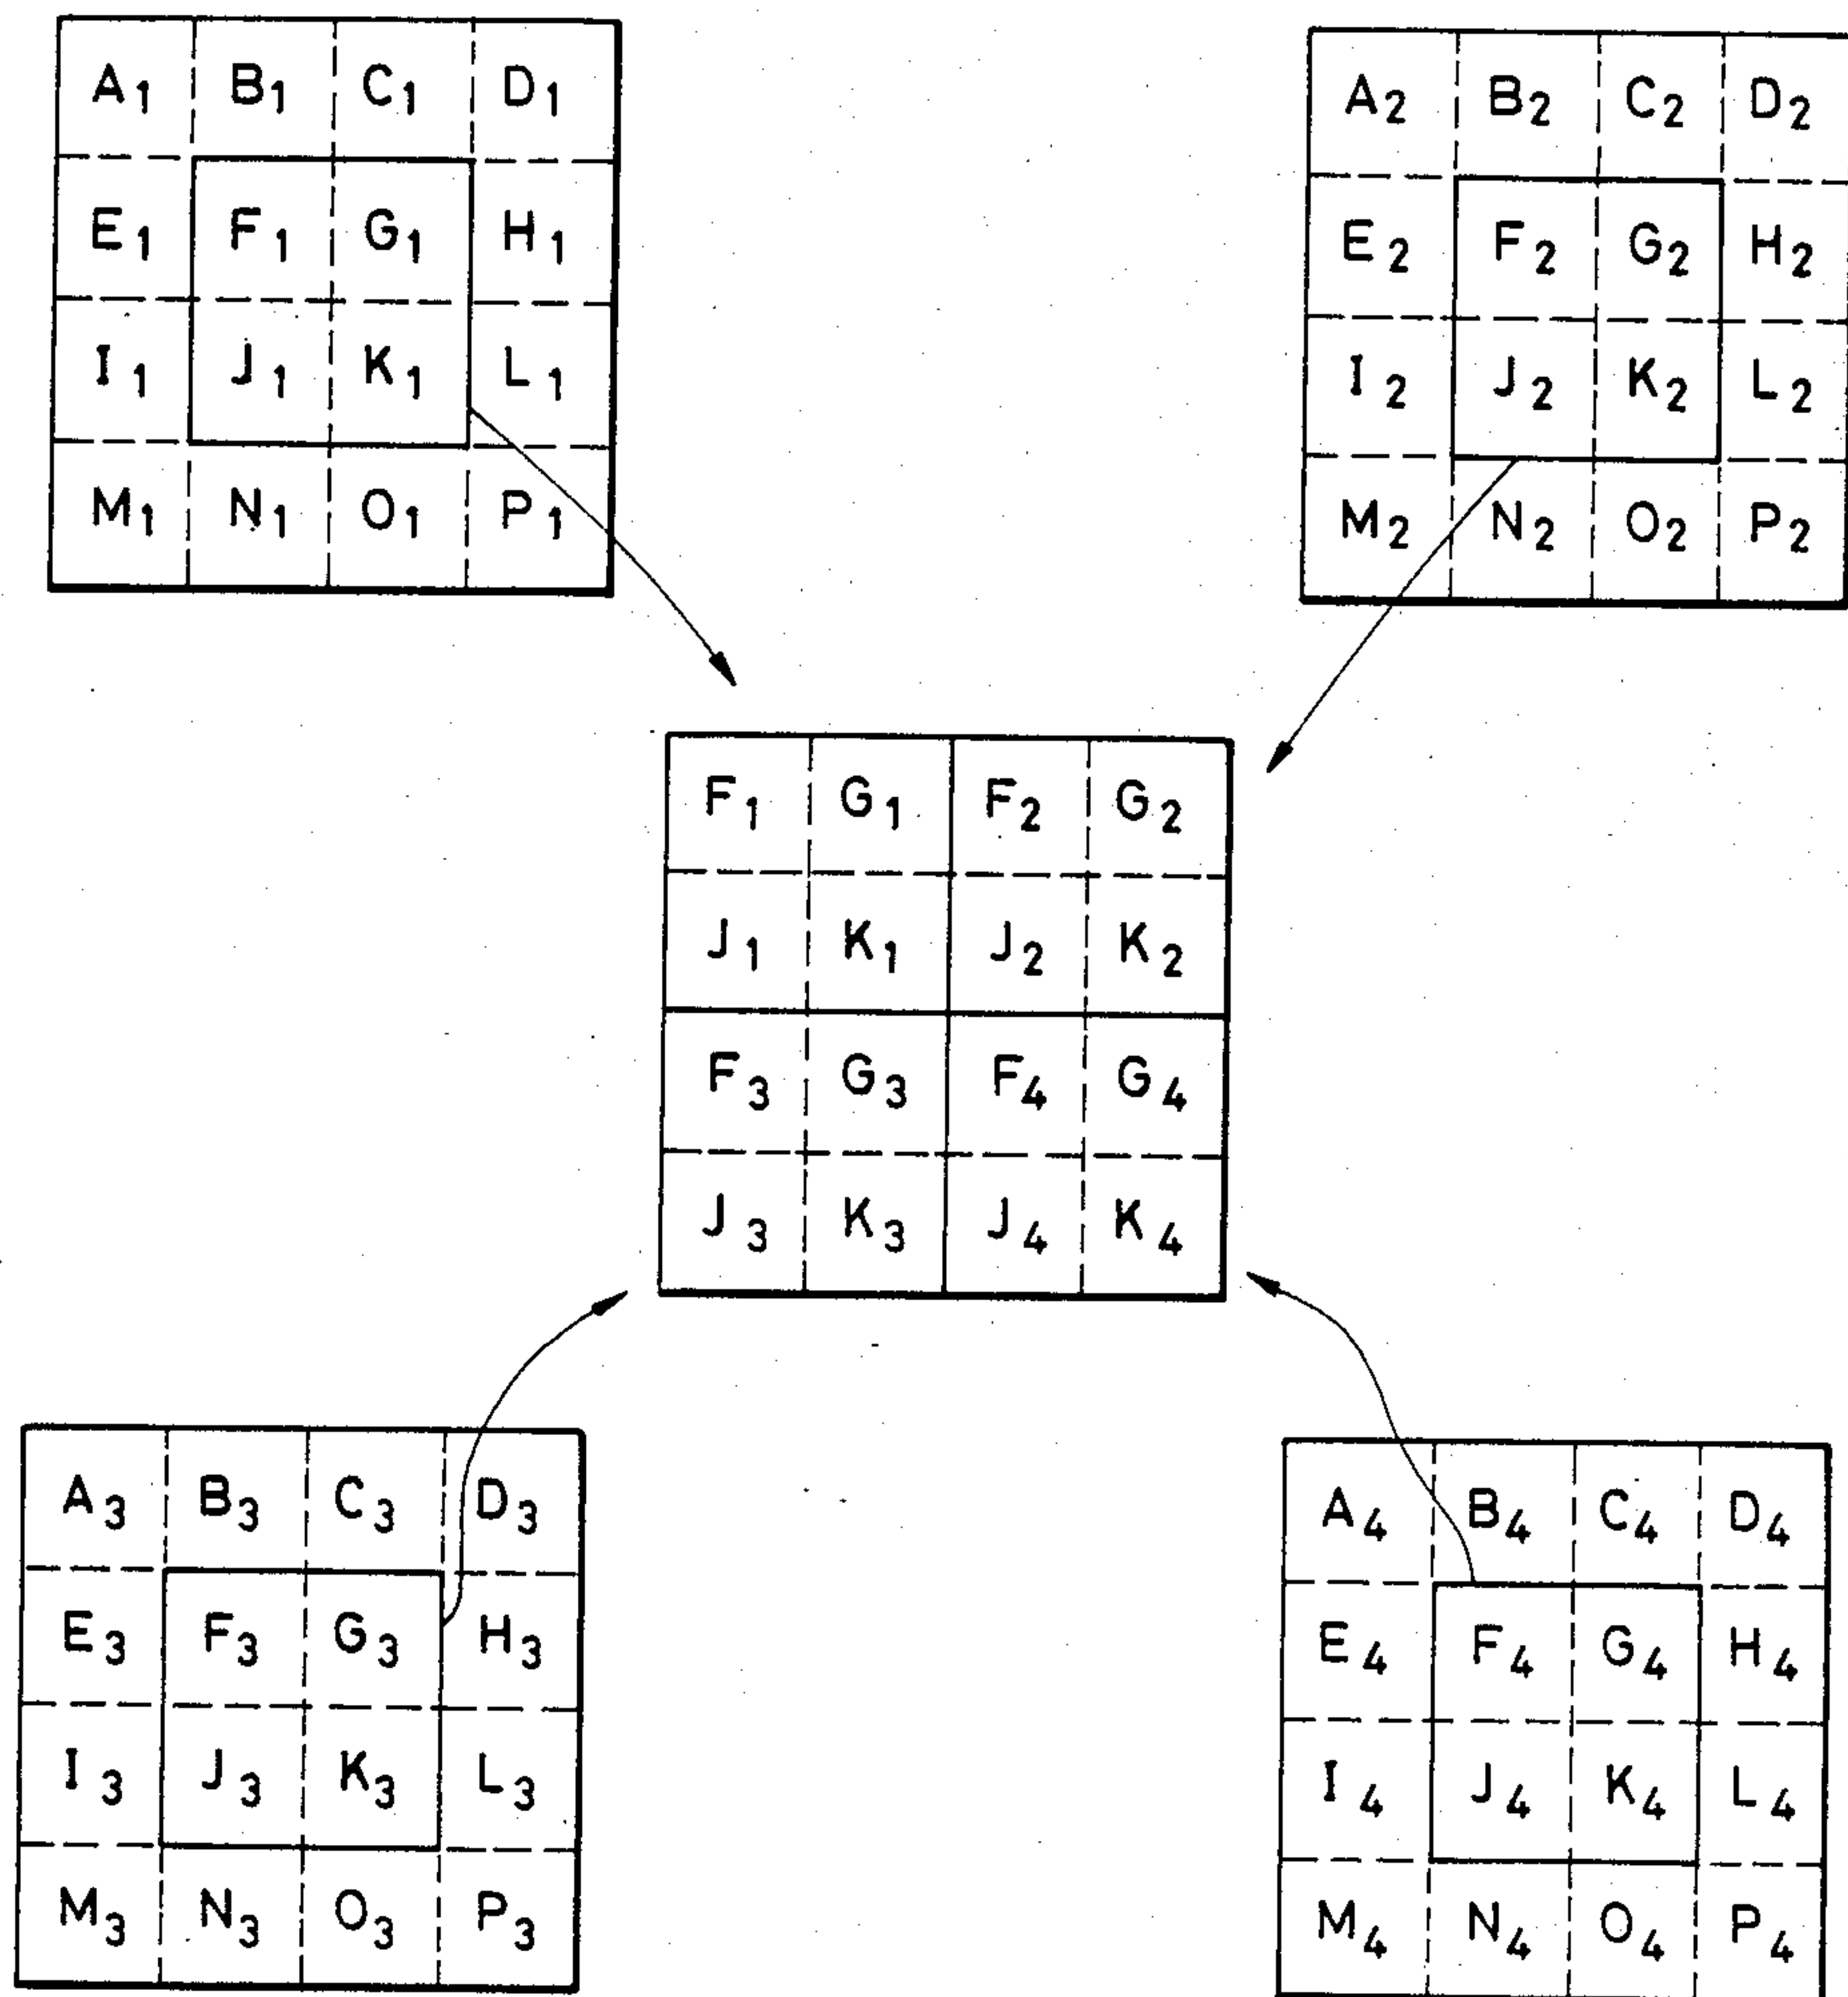 A1 B1 C1 D1
E1 F1 G1 H1
I1 J1 K1 L1
M1 N1 O1 P1
A2 B2 C2 D2
E2 F2 G2 H2
I2 J2 K2 L2
M2 N2 O2 P2
F1 G1 F2 G2
J1 K1 J2 K2
F3 G3 F4 G4
J3 K3 J4 K4
A3 B3 C3 D3
E3 F3 G3 H3
I3 J3 K3 L3
M3 N3 O3 P3
A4 B4 C4 D4
E4 F4 G4 H4
I4 J4 K4 L4
M4 N4 O4 P4